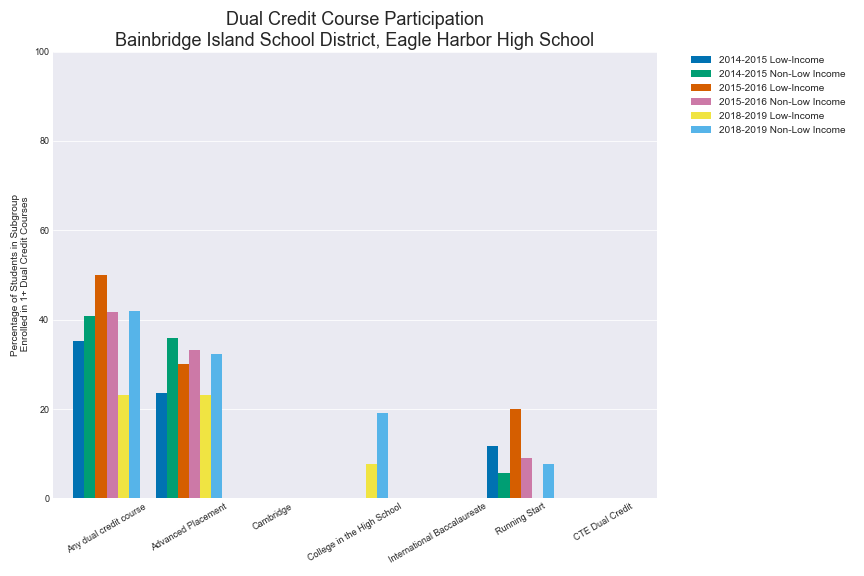 Dual Credit Course Participation
Bainbridge Island School District, Eagle Harbor High School
2014-2015 Low-Income
2014-2015 Non-Low Income
2015-2016 Low-Income
2015-2016 Non-Low Income
2018-2019 Low-Income
2018-2019 Non-Low Income
Percentage of Students in Subgroup
Enrolled in 1+ Dual Credit Courses
100
80
60
40
20
0
Any dual credit course
Advanced Placement
Cambridge
College in the High School
International Baccalaureate
Running Start
CTE Dual Credit